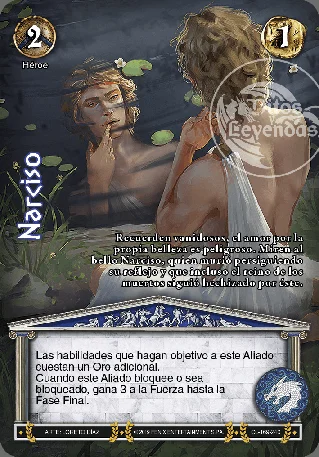 2
1
Héroe
Mitos
Leyendas
Narciso
Recuerden vanidosos, el amor por la
propia belleza es peligroso. Miren al
bello Narciso, quien murió persiguiendo
su reflejo y que incluso el reino de los
muertos siguió hechizado por éste.
Las habilidades que hagan objetivo a este Aliado
cuestan un Oro adicional.
Cuando este Aliado bloquee o sea
bloqueado, gana 3 a la Fuerza hasta la
Fase Final.